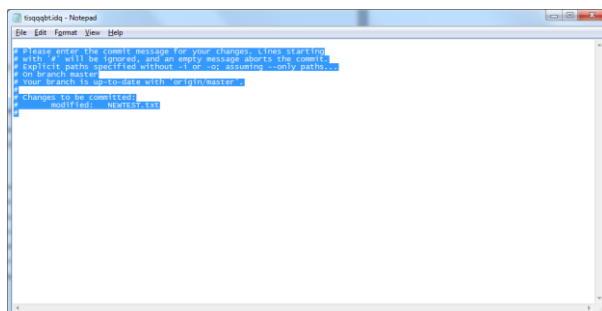 tisqqqbt.idq - Notepad
File Edit Format View Help
# Please enter the commit message for your changes. Lines starting
# with '#' will be ignored, and an empty message aborts the commit.
# Explicit paths specified without -i or -o; assuming --only paths...
# On branch master
# Your branch is up-to-date with 'origin/master'.
#
# Changes to be committed:
#       modified:   NEWTEST.txt
#